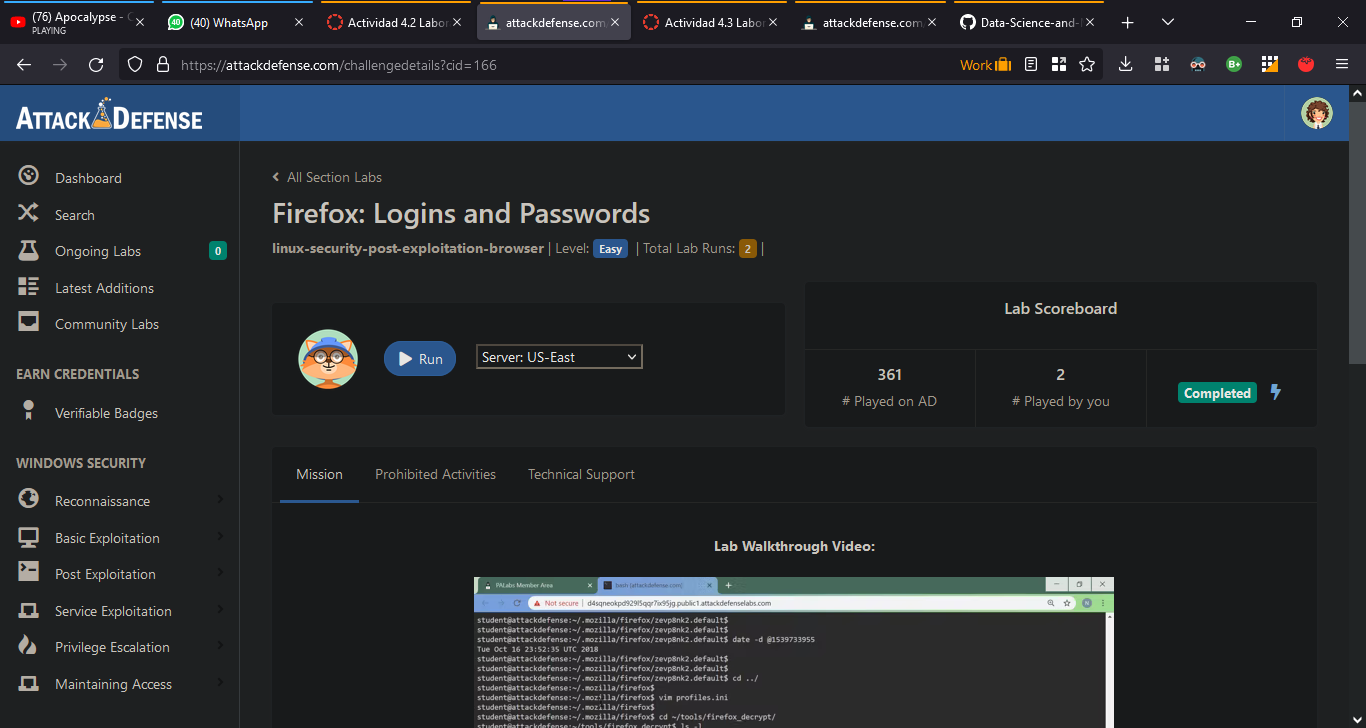 (76) Apocalypse - C
PLAYING
40
(40) WhatsApp
Actividad 4.2 Labor
attackdefense.com
Actividad 4.3 Labor
attackdefense.com
Data-Science-and-
https://attackdefense.com/challengedetails?cid=166
Work
B+
ATTACK DEFENSE
Dashboard
Search
Ongoing Labs 0
Latest Additions
Community Labs
EARN CREDENTIALS
Verifiable Badges
WINDOWS SECURITY
Reconnaissance
Basic Exploitation
Post Exploitation
Service Exploitation
Privilege Escalation
Maintaining Access
All Section Labs
Firefox: Logins and Passwords
linux-security-post-exploitation-browser | Level: Easy | Total Lab Runs: 2 |
Run
Server: US-East
Lab Scoreboard
361
# Played on AD
2
# Played by you
Completed
Mission
Prohibited Activities
Technical Support
Lab Walkthrough Video:
PALabs Member Area
bash (attackdefense.com)
Not secure | d4sqneokpd929l5qqr7ix95jg.public1.attackdefenselabs.com
student@attackdefense:~/.mozilla/firefox/zevp8nk2.default$
student@attackdefense:~/.mozilla/firefox/zevp8nk2.default$
student@attackdefense:~/.mozilla/firefox/zevp8nk2.default$ date -d @1539733955
Tue Oct 16 23:52:35 UTC 2018
student@attackdefense:~/.mozilla/firefox/zevp8nk2.default$
student@attackdefense:~/.mozilla/firefox/zevp8nk2.default$
student@attackdefense:~/.mozilla/firefox/zevp8nk2.default$ cd ../
student@attackdefense:~/.mozilla/firefox$
student@attackdefense:~/.mozilla/firefox$ vim profiles.ini
student@attackdefense:~/.mozilla/firefox$
student@attackdefense:~/.mozilla/firefox$ cd ~/tools/firefox_decrypt/
student@attackdefense:~/tools/firefox_decrypt$ ls -l